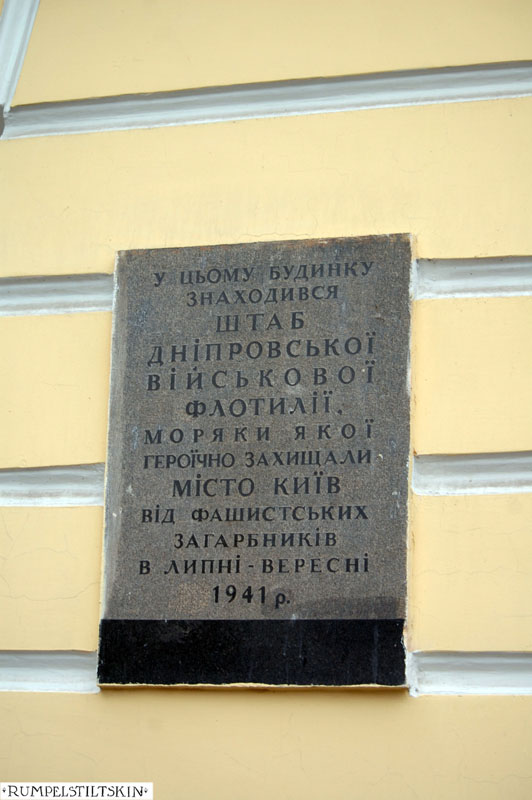 У ЦЬОМУ БУДИНКУ
ЗНАХОДИВСЯ
ШТАБ
ДНІПРОВСЬКОЇ
ВІЙСЬКОВОЇ
ФЛОТИЛІЇ,
МОРЯКИ ЯКОЇ
ГЕРОЇЧНО ЗАХИЩАЛИ
МІСТО КИЇВ
ВІД ФАШИСТСЬКИХ
ЗАГАРБНИКІВ
В ЛИПНІ - ВЕРЕСНІ
1941 р.
RUMPELSTILTSKIN